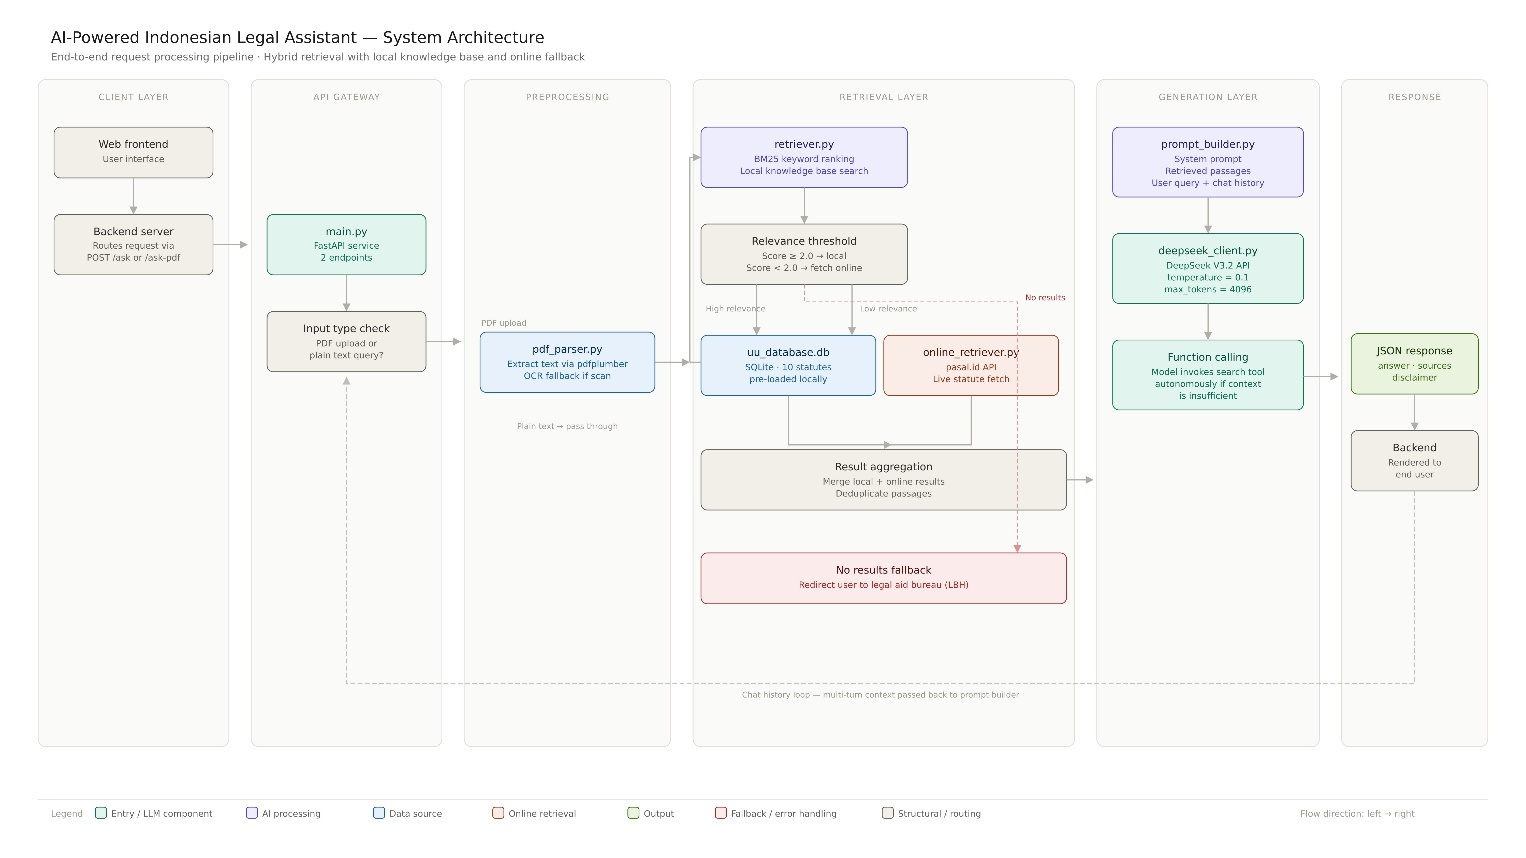 AI-Powered Indonesian Legal Assistant — System Architecture
End-to-end request processing pipeline · Hybrid retrieval with local knowledge base and online fallback
CLIENT LAYER
Web frontend
User interface
Backend server
Routes request via
POST /ask or /ask-pdf
API GATEWAY
main.py
FastAPI service
2 endpoints
Input type check
PDF upload or
plain text query?
PREPROCESSING
PDF upload
pdf_parser.py
Extract text via pdfplumber
OCR fallback if scan
Plain text → pass through
RETRIEVAL LAYER
retriever.py
BM25 keyword ranking
Local knowledge base search
Relevance threshold
Score ≥ 2.0 → local
Score < 2.0 → fetch online
No results
High relevance
Low relevance
uu_database.db
SQLite · 10 statutes
pre-loaded locally
online_retriever.py
pasal.id API
Live statute fetch
Result aggregation
Merge local + online results
Deduplicate passages
No results fallback
Redirect user to legal aid bureau (LBH)
Chat history loop — multi-turn context passed back to prompt builder
GENERATION LAYER
prompt_builder.py
System prompt
Retrieved passages
User query + chat history
deepseek_client.py
DeepSeek V3.2 API
temperature = 0.1
max_tokens = 4096
Function calling
Model invokes search tool
autonomously if context
is insufficient
RESPONSE
JSON response
answer · sources
disclaimer
Backend
Rendered to
end user
Legend
Entry / LLM component
AI processing
Data source
Online retrieval
Output
Fallback / error handling
Structural / routing
Flow direction: left → right